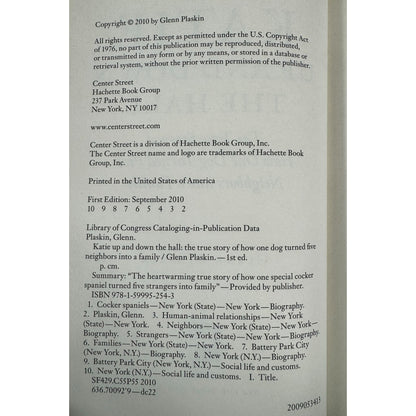 Copyright © 2010 by Glenn Plaskin
All rights reserved. Except as permitted under the U.S. Copyright Act
of 1976, no part of this publication may be reproduced, distributed,
or transmitted in any form or by any means, or stored in a database or
retrieval system, without the prior written permission of the publisher.
Center Street
Hachette Book Group
237 Park Avenue
New York, NY 10017
www.centerstreet.com
Center Street is a division of Hachette Book Group, Inc.
The Center Street name and logo are trademarks of Hachette Book
Group, Inc.
Printed in the United States of America
First Edition: September 2010
10 9 8 7 6 5 4 3 2
Library of Congress Cataloging-in-Publication Data
Plaskin, Glenn.
Katie up and down the hall: the true story of how one dog turned five
neighbors into a family / Glenn Plaskin.—1st ed.
p. cm.
Summary: "The heartwarming true story of how one special cocker
spaniel turned five strangers into family"—Provided by publisher.
ISBN 978-1-59995-254-3
1. Cocker spaniels—New York (State)—New York—Biography.
2. Plaskin, Glenn. 3. Human-animal relationships—New York
(State)—New York. 4. Neighbors—New York (State)—New York—
Biography. 5. Strangers—New York (State)—New York—Biography.
6. Families—New York (State)—New York. 7. Battery Park City
(New York, N.Y.)—Biography. 8. New York (N.Y.)—Biography.
9. Battery Park City (New York, N.Y.)—Social life and customs.
10. New York (N.Y.)—Social life and customs. I. Title.
SF429.C55P55 2010
636.70092'9—dc22
2009053413